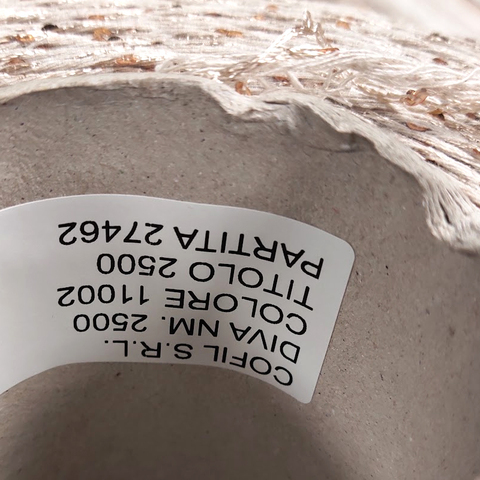 COFIL S.R.L.
DIVA NM. 2500
COLORE 11002
TITOLO 2500
PARTITA 27462